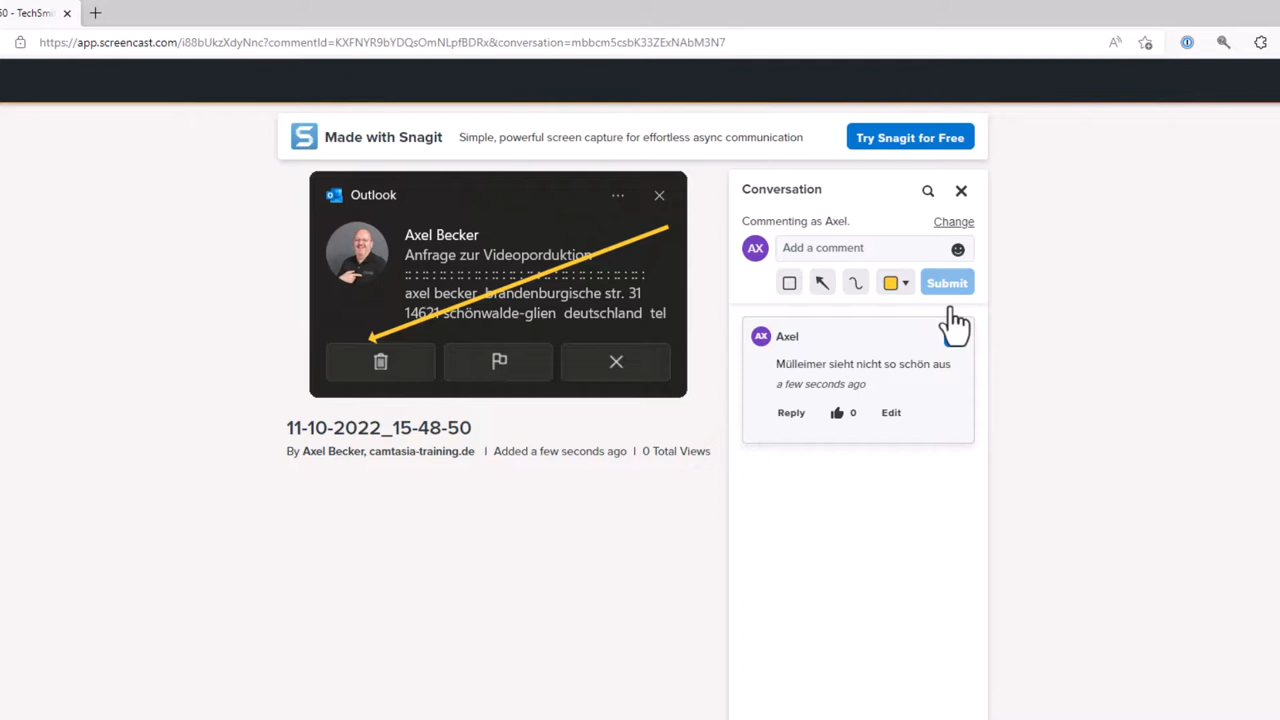 50 - TechSmi
https://app.screencast.com/i88bUkzXdyNnc?commentId=KXFNYR9bYDQsOmNLpfBDRx&conversation=mbbcm5csbK33ZExNAbM3N7
Made with Snagit Simple, powerful screen capture for effortless async communication Try Snagit for Free
Outlook
Axel Becker
Anfrage zur Videoporduktion
axel becker brandenburgische str. 31
14621 schönwalde-glien deutschland tel
11-10-2022_15-48-50
By Axel Becker, camtasia-training.de | Added a few seconds ago | 0 Total Views
Conversation
Commenting as Axel. Change
AX Add a comment
Submit
AX Axel
Mülleimer sieht nicht so schön aus
a few seconds ago
Reply 0 Edit